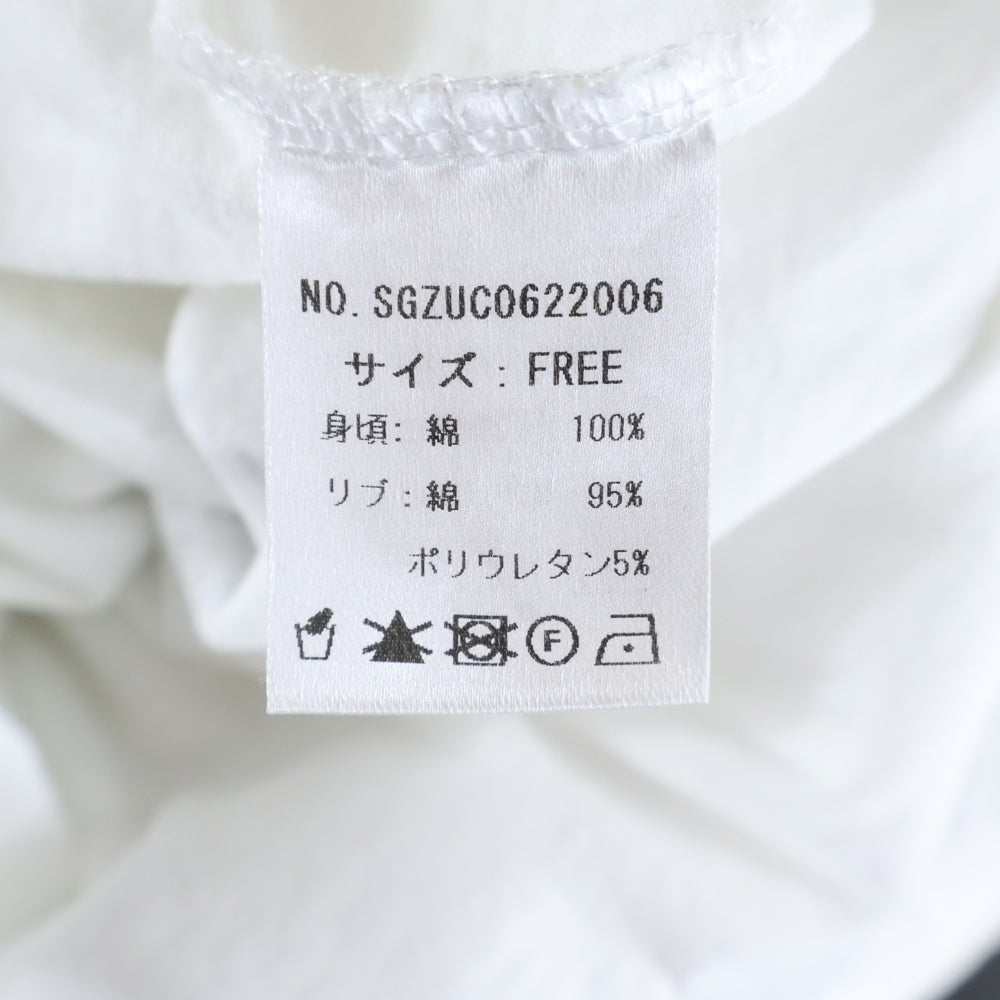 NO. SGZUC0622006
サイズ : FREE
身頃: 綿 100%
リブ : 綿 95%
ポリウレタン5%
F